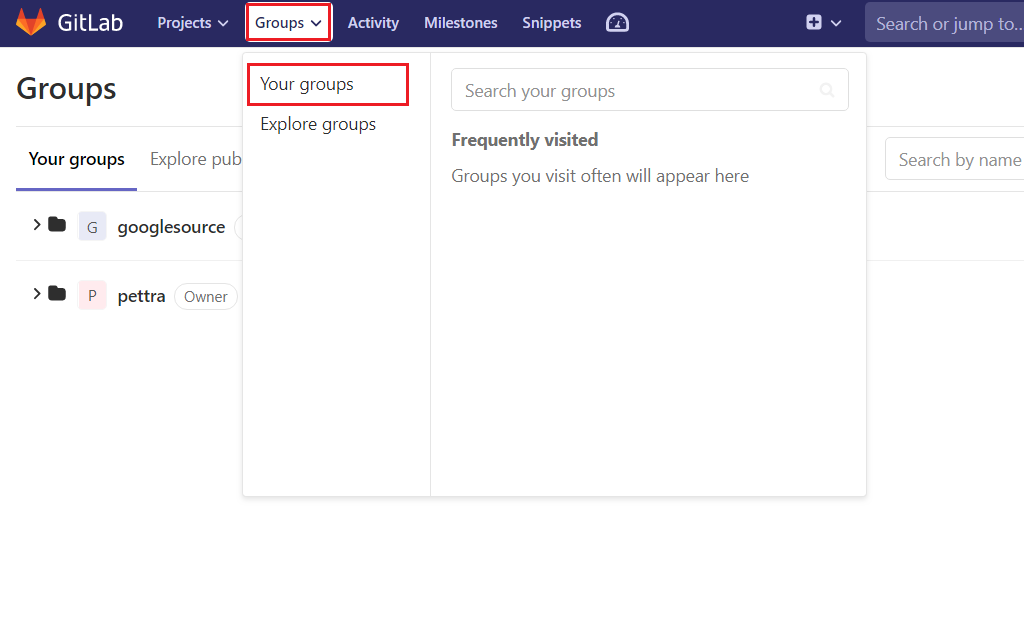 GitLab Projects Groups Activity Milestones Snippets Search or jump to...
Groups
Your groups
Explore groups
Search your groups
Frequently visited
Groups you visit often will appear here
Your groups Explore pub
Search by name
G googlesource
P pettra Owner